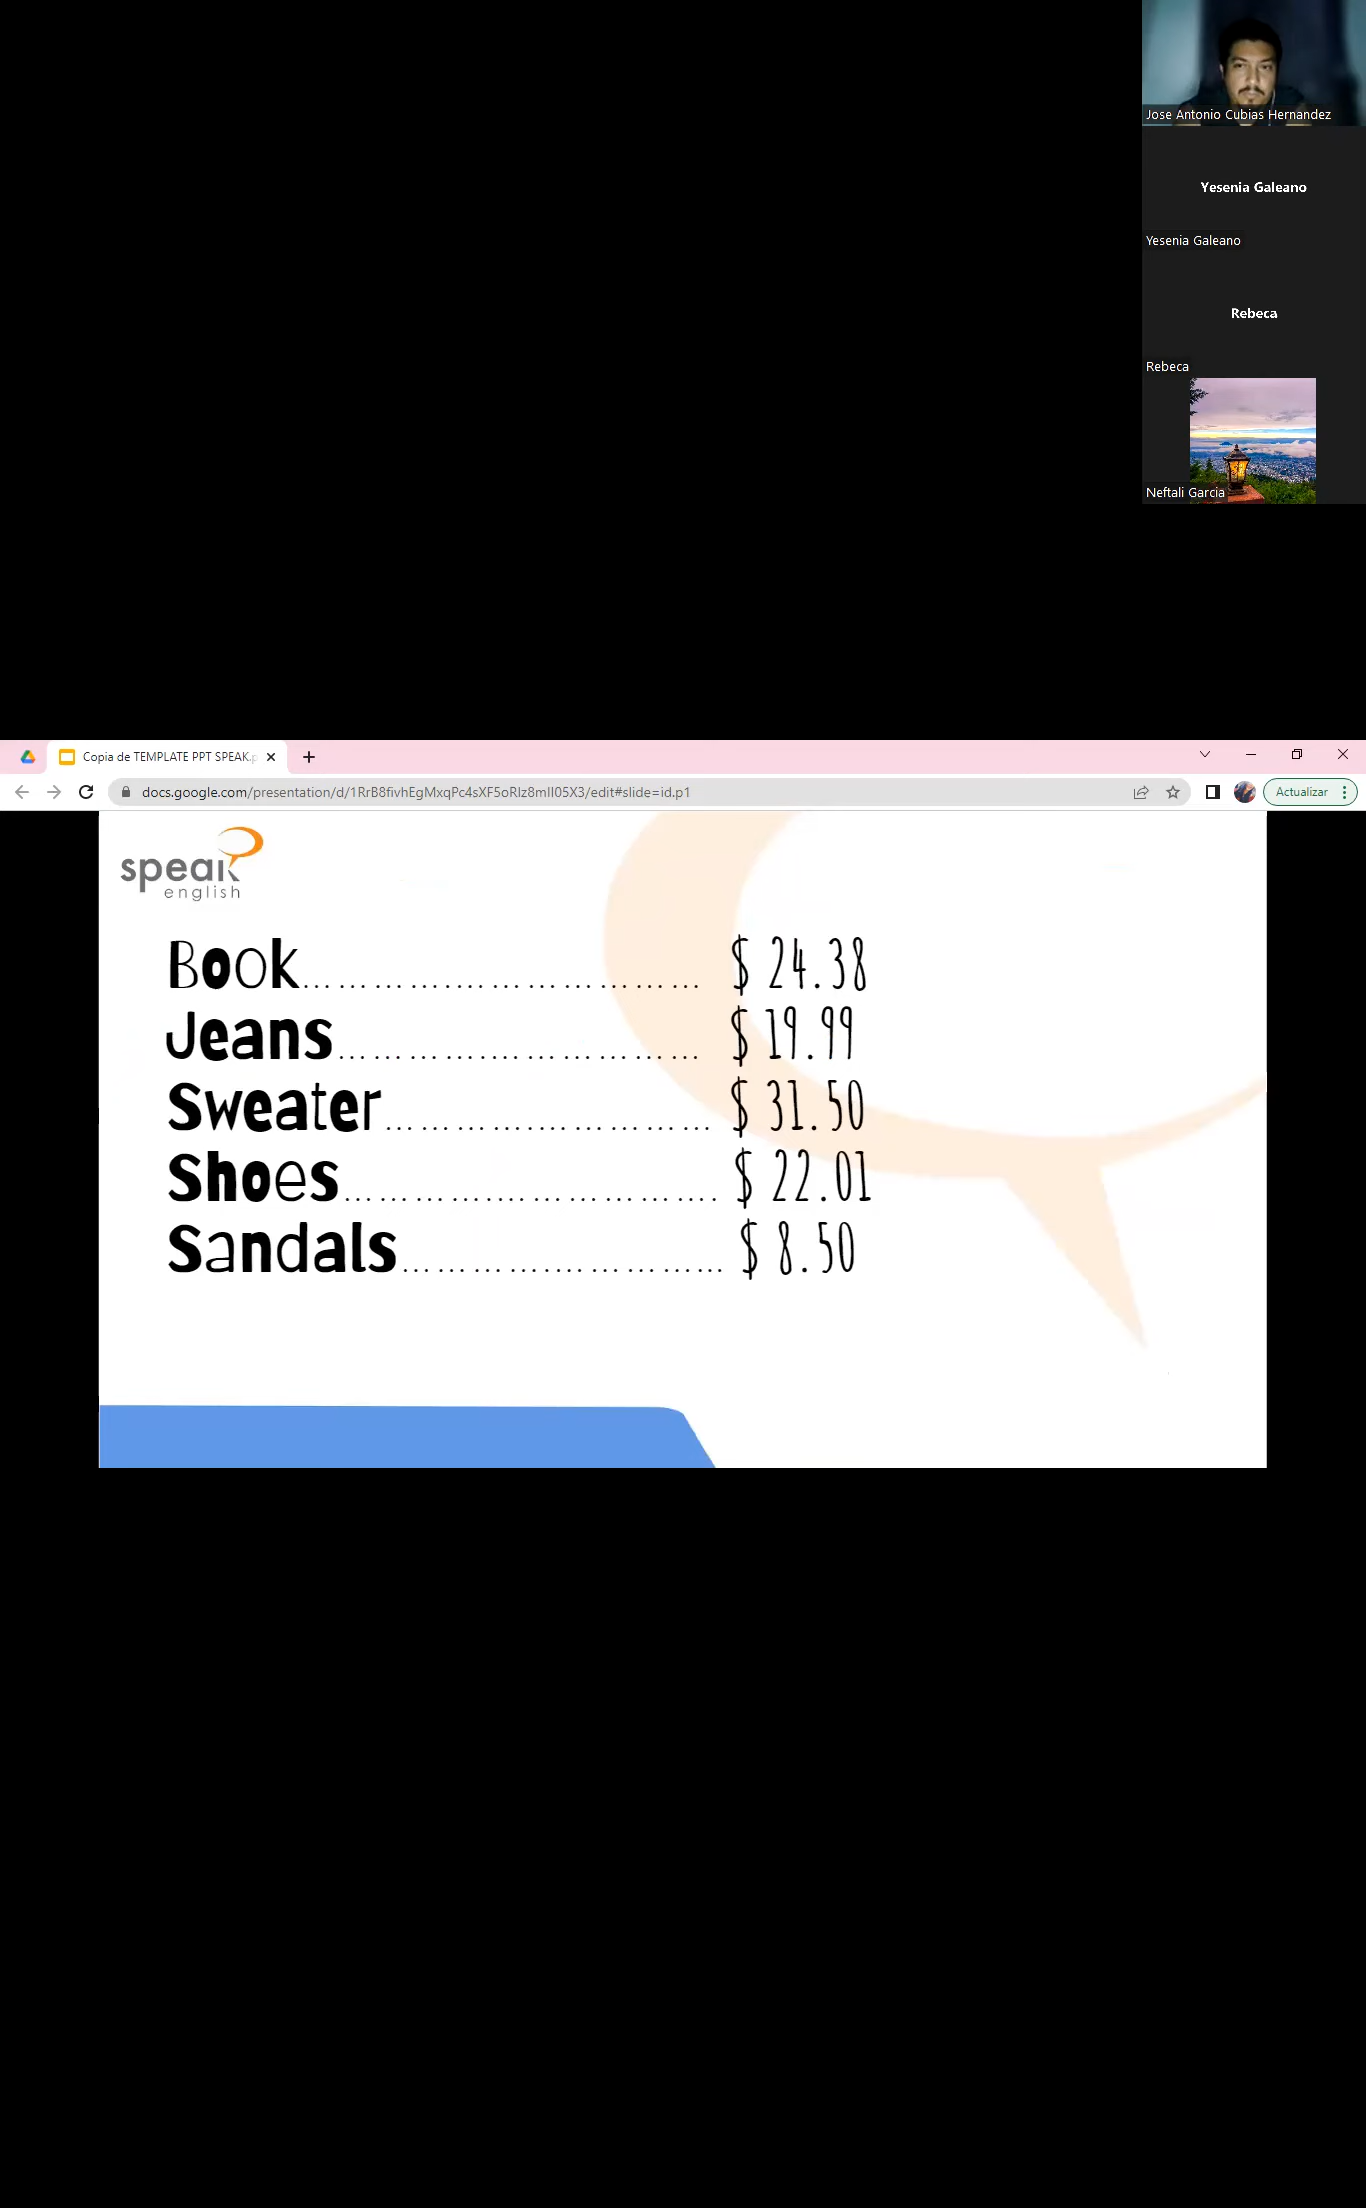 Jose Antonio Cubias Hernandez
Yesenia Galeano
Yesenia Galeano
Rebeca
Rebeca
Neftali Garcia
Copia de TEMPLATE PPT SPEAK.p
docs.google.com/presentation/d/1RrB8fivhEgMxqPc4sXF5oRlz8mII05X3/edit#slide=id.p1
Actualizar
speak
english
Book.................................... $ 24.38
Jeans................................. $ 19.99
Sweater.............................. $ 31.50
Shoes.................................. $ 22.01
Sandals.............................. $ 8.50